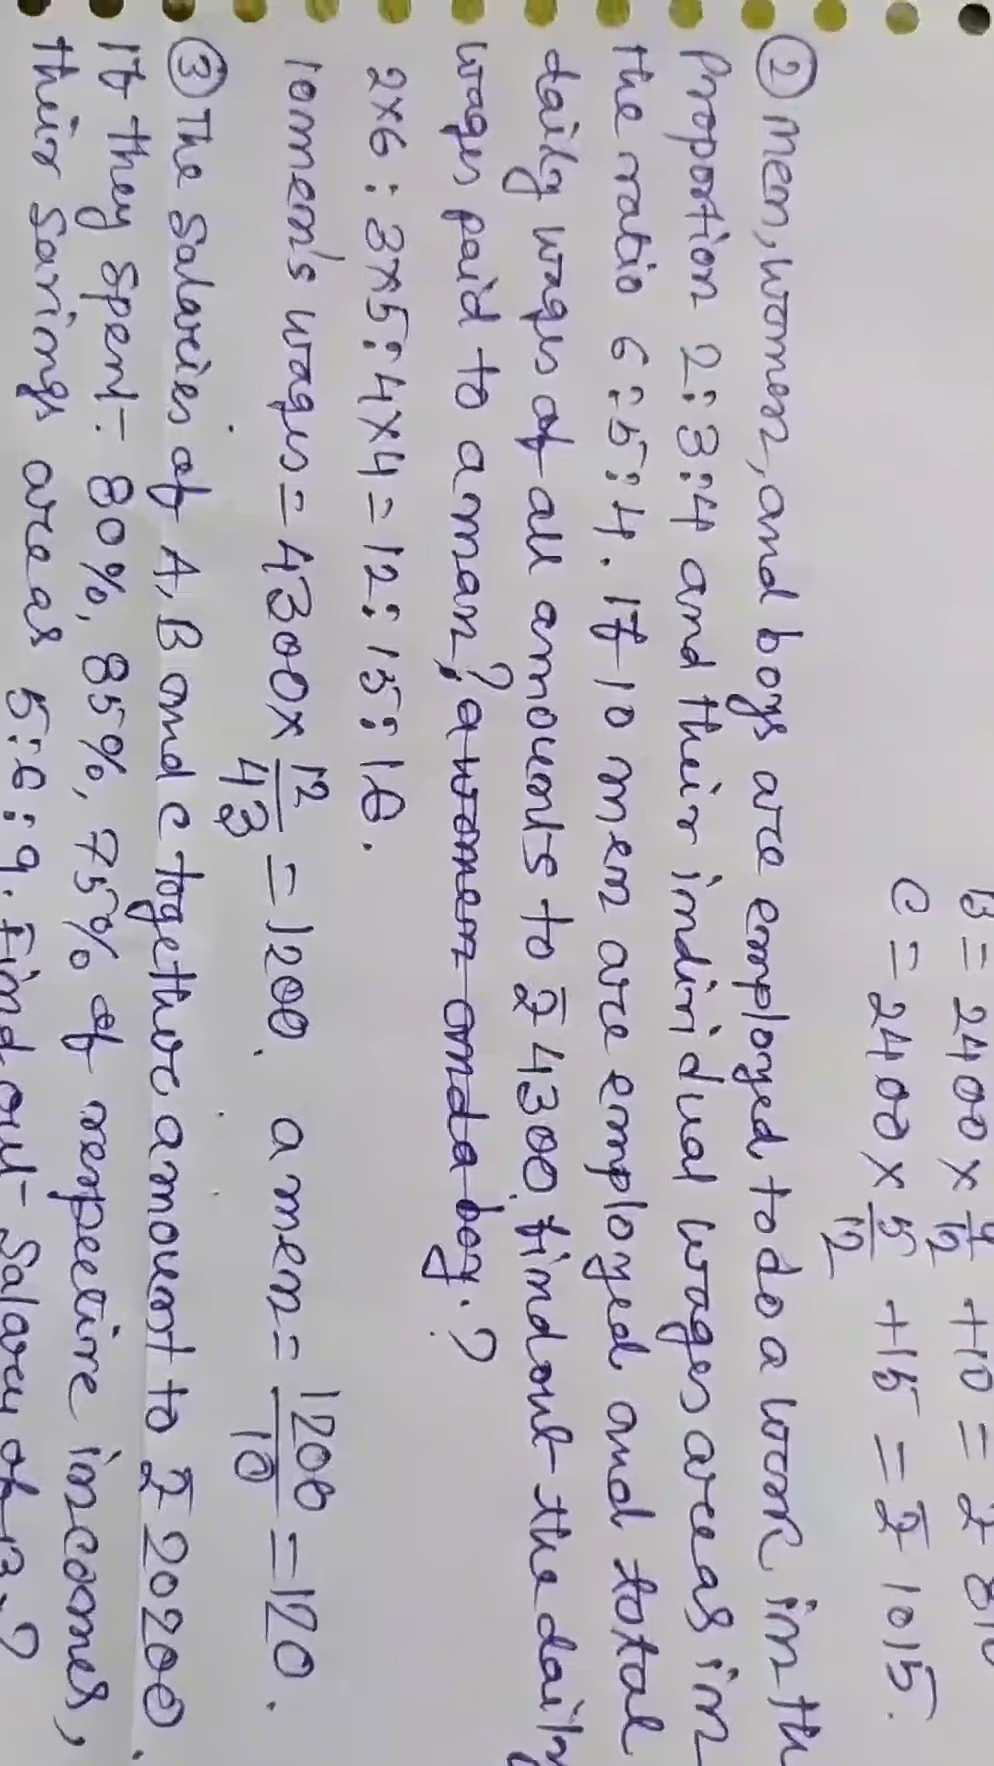 B = 2400 × 4/12 + 10 = ₹ 810
C = 2400 × 5/12 + 15 = ₹ 1015.
② Men, women, and boys are employed, to do a work in th
Proportion 2:3:4 and their individual wages are as in
the ratio 6:5:4. If 10 men are employed and total
daily wages of all amounts to ₹ 4300. find out the daily
wages paid to a man? a women and a boy.?
2×6 : 3×5 : 4×4 = 12 : 15 : 16.
10 men's wages = 4300 × 12/43 = 1200. a men = 1200/10 = 120.
③ The salaries of A, B and C together amount to ₹ 20200.
If they spent 80%, 85%, 75% of respective incomes,
their savings are as 5:6:9. Find out salary of B.?